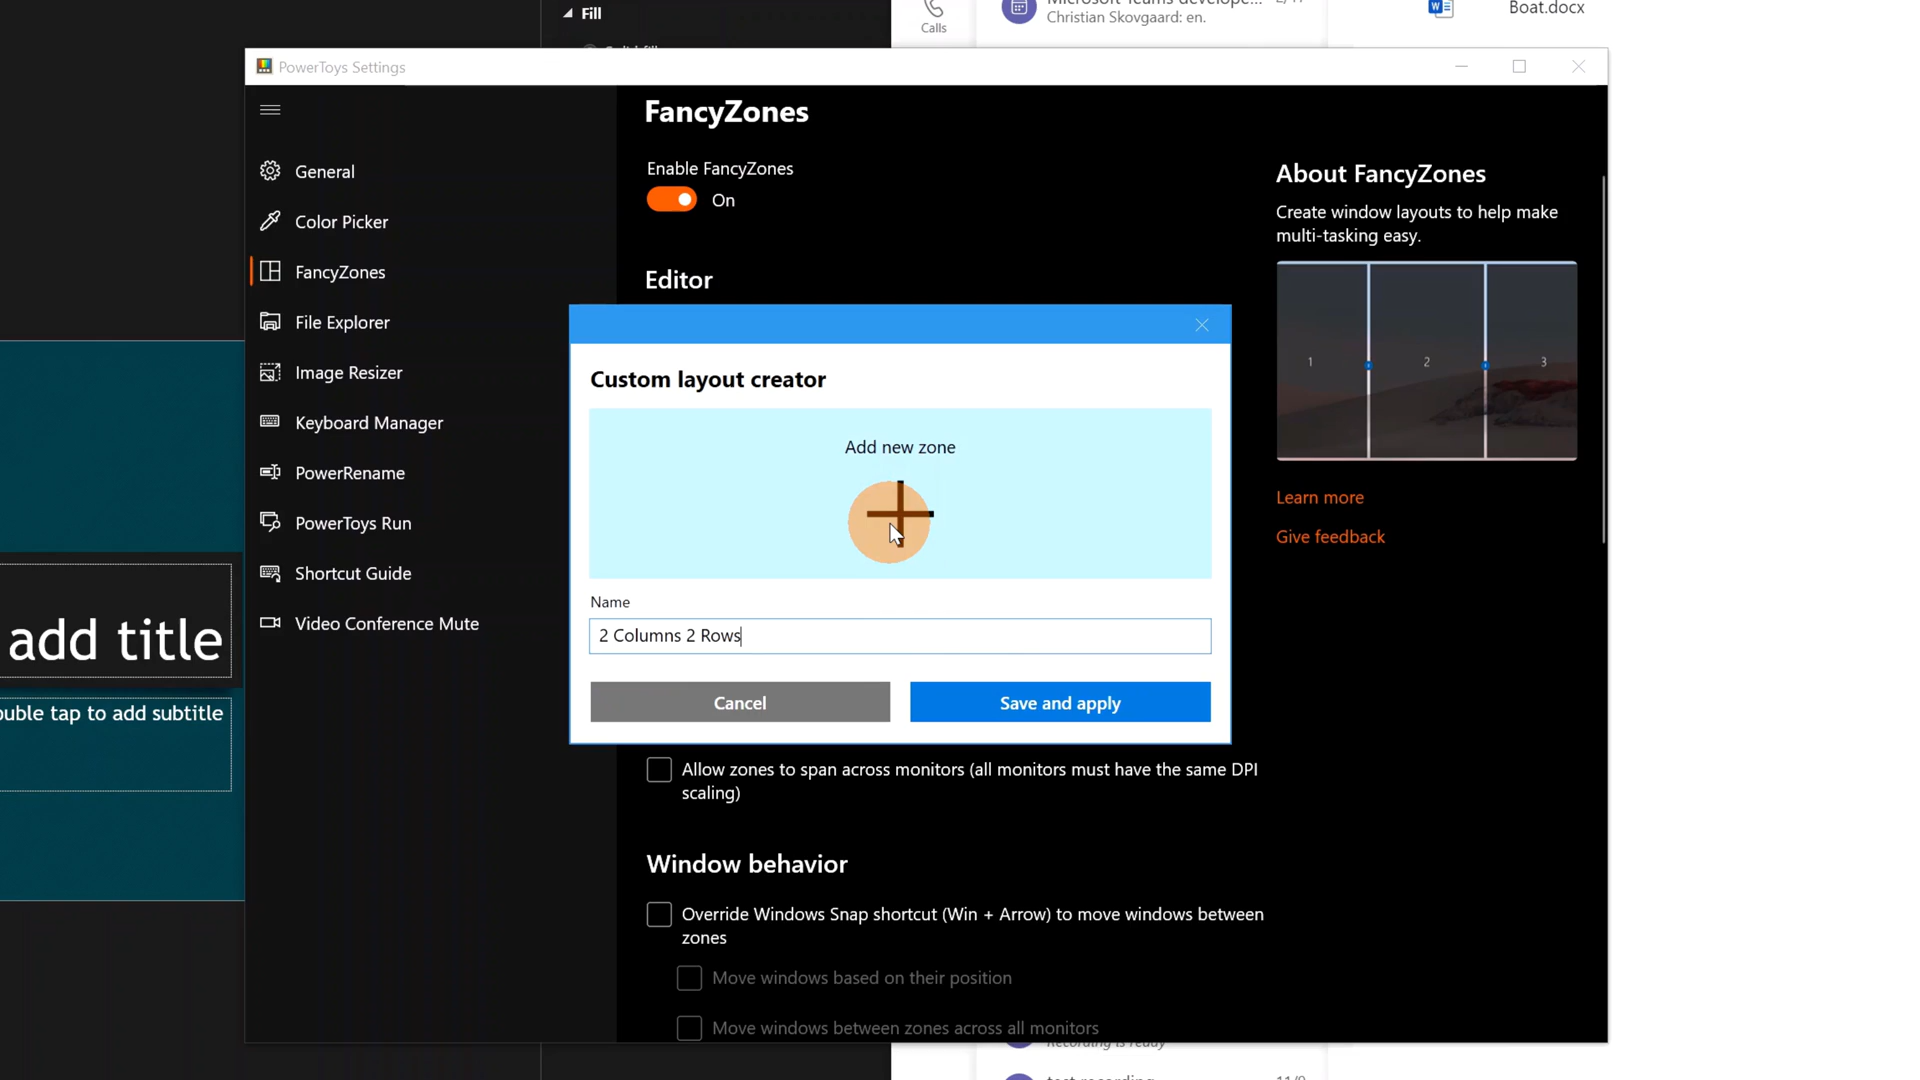 Fill
Calls
Christian Skovgaard: en.
Boat.docx
PowerToys Settings
FancyZones
General
Color Picker
FancyZones
File Explorer
Image Resizer
Keyboard Manager
PowerRename
PowerToys Run
Shortcut Guide
Video Conference Mute
Enable FancyZones
On
Editor
About FancyZones
Create window layouts to help make
multi-tasking easy.
1
2
3
Learn more
Give feedback
Custom layout creator
Add new zone
Name
2 Columns 2 Rows
Cancel
Save and apply
Allow zones to span across monitors (all monitors must have the same DPI
scaling)
Window behavior
Override Windows Snap shortcut (Win + Arrow) to move windows between
zones
Move windows based on their position
Move windows between zones across all monitors
add title
ouble tap to add subtitle
Recording is ready